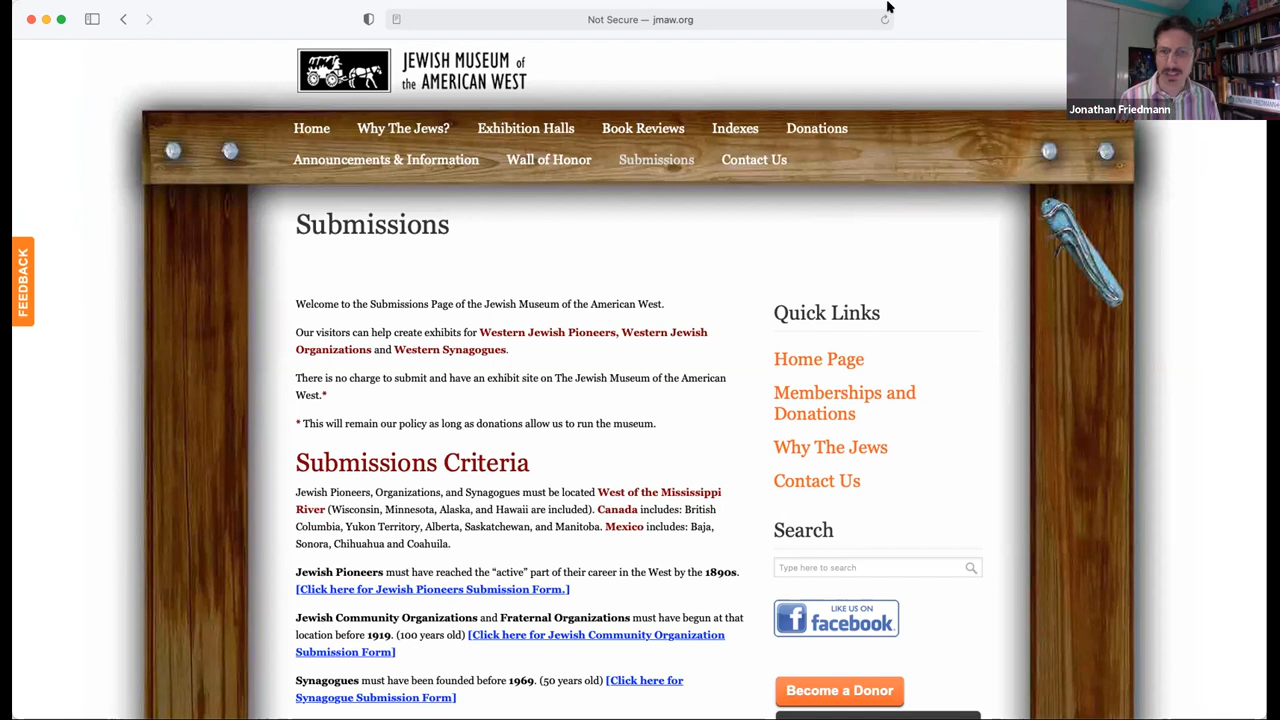 Not Secure — jmaw.org
Jonathan Friedmann
JEWISH MUSEUM of
the AMERICAN WEST
Home Why The Jews? Exhibition Halls Book Reviews Indexes Donations
Announcements & Information Wall of Honor Submissions Contact Us
FEEDBACK
Submissions
Welcome to the Submissions Page of the Jewish Museum of the American West.
Our visitors can help create exhibits for Western Jewish Pioneers, Western Jewish
Organizations and Western Synagogues.
There is no charge to submit and have an exhibit site on The Jewish Museum of the American
West.*
* This will remain our policy as long as donations allow us to run the museum.
Submissions Criteria
Jewish Pioneers, Organizations, and Synagogues must be located West of the Mississippi
River (Wisconsin, Minnesota, Alaska, and Hawaii are included). Canada includes: British
Columbia, Yukon Territory, Alberta, Saskatchewan, and Manitoba. Mexico includes: Baja,
Sonora, Chihuahua and Coahuila.
Jewish Pioneers must have reached the “active” part of their career in the West by the 1890s.
[Click here for Jewish Pioneers Submission Form.]
Jewish Community Organizations and Fraternal Organizations must have begun at that
location before 1919. (100 years old) [Click here for Jewish Community Organization
Submission Form]
Synagogues must have been founded before 1969. (50 years old) [Click here for
Synagogue Submission Form]
Quick Links
Home Page
Memberships and
Donations
Why The Jews
Contact Us
Search
Type here to search
LIKE US ON
facebook
Become a Donor